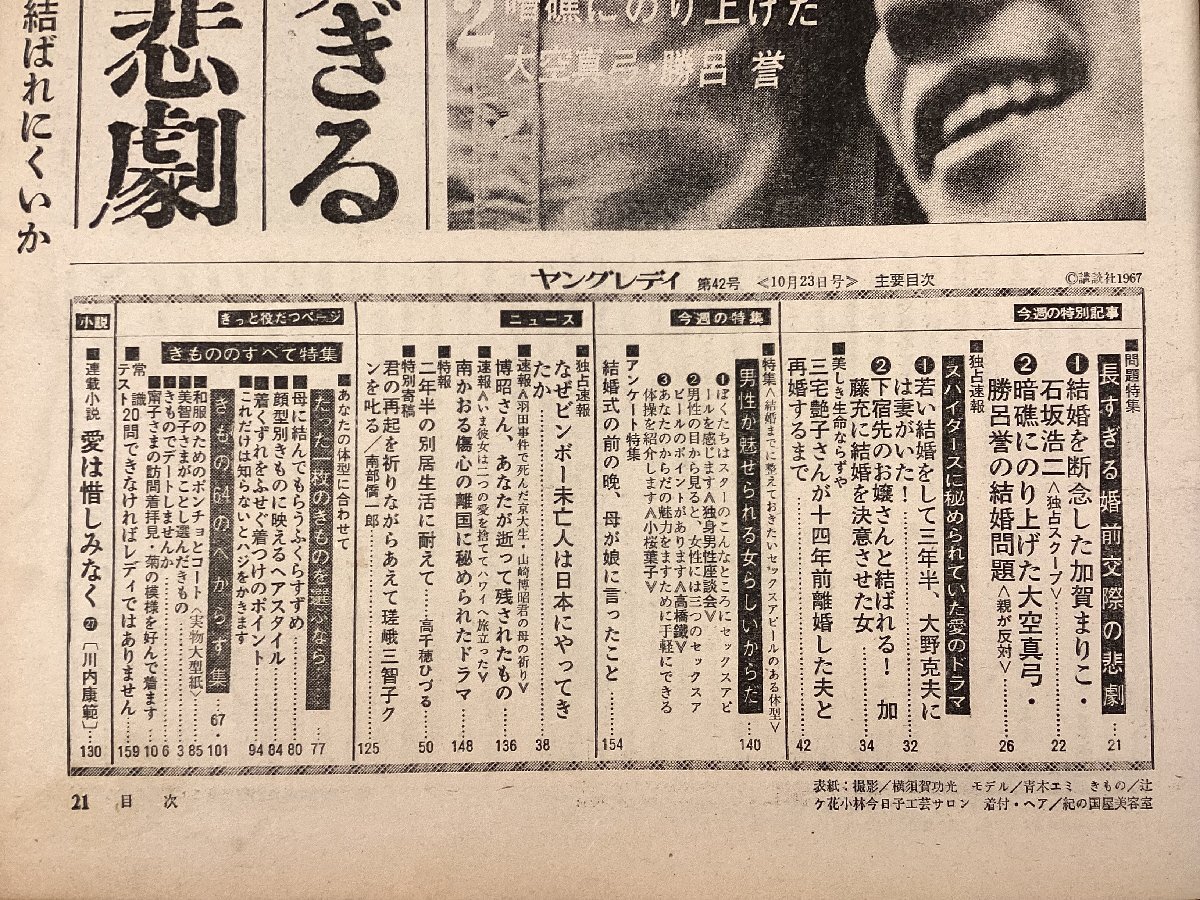 ぎる
悲劇
結ばれにくいか
2
暗礁にのり上げた
大空真弓・勝呂 誉
ヤングレデイ 第42号 <10月23日号> 主要目次
©講談社1967
今週の特別記事
■問題特集
長すぎる婚前交際の悲劇……21
❶結婚を断念した加賀まりこ・
石坂浩二<独占スクープ>……22
❷暗礁にのり上げた大空真弓・
勝呂誉の結婚問題<親が反対>……26
■独占速報
スパイダースに秘められていた愛のドラマ
❶若い結婚をして三年半、大野克夫に
は妻がいた!……32
❷下宿先のお嬢さんと結ばれる! 加
藤充に結婚を決意させた女……34
■美しき生命ならずや
三宅艶子さんが十四年前離婚した夫と
再婚するまで……42
今週の特集
■特集<結婚までに整えておきたいセックスアピールのある体型>
男性が魅せられる女らしいからだ……140
❶ぼくたちはスターのこんなところにセックスアピ
ールを感じます<独身男性座談会>
❷男性の目から見ると、女性には三つのセックスア
ピールのポイントがあります<高橋鐵>
❸あなたのからだの魅力をますために手軽にできる
体操を紹介します<小桜葉子>
■アンケート特集
結婚式の前の晩、母が娘に言ったこと……154
ニュース
■独占速報
なぜビンボー未亡人は日本にやってき
たか……38
■速報<羽田事件で死んだ京大生・山崎博昭君の母の祈り>
博昭さん、あなたが逝って残されたもの……136
■速報<いま彼女は二つの愛を捨ててハワイへ旅立った>
南かおる傷心の離国に秘められたドラマ……148
■特報
二年半の別居生活に耐えて……高千穂ひづる……50
■特別寄稿
君の再起を祈りながらあえて瑳峨三智子ク
ンを叱る/南部僑一郎……125
きっと役だつページ
■あなたの体型に合わせて
たった一枚のきものを選ぶなら……77
きもののすべて特集
■母に結んでもらうふくらすずめ……80
■顔型別きものに映えるヘアスタイル……84
■着くずれをふせぐ着つけのポイント……94
■これだけは知らないとハジをかきます
きもの64のべからず集……67・101
■和服のためのポンチョとコート<実物大型紙>……85
■美智子さまがことし選んだきもの……3
■きものでデートしませんか……6
■甯子さまの訪問着拝見・菊の模様を好んで着ます……10
■常識テスト20問できなければレディではありません……159
小説
■連載小説 愛は惜しみなく㉗〔川内康範〕……130
表紙:撮影/横須賀功光 モデル/青木エミ きもの/辻
ケ花小林今日子工芸サロン 着付・ヘア/紀の国屋美容室
21 目 次